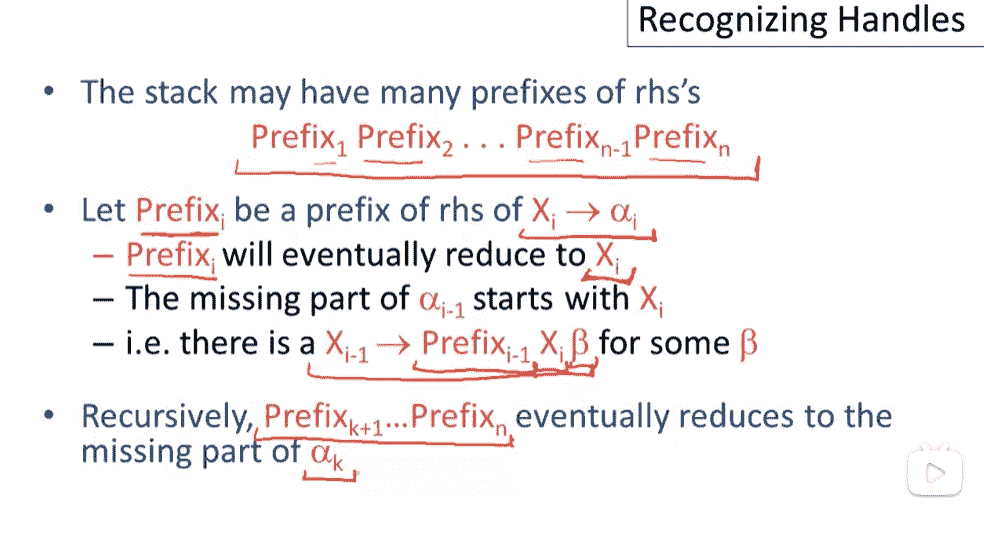 Recognizing Handles
• The stack may have many prefixes of rhs's
Prefix₁ Prefix₂ . . . Prefixₙ₋₁Prefixₙ
• Let Prefixᵢ be a prefix of rhs of Xᵢ → αᵢ
– Prefixᵢ will eventually reduce to Xᵢ
– The missing part of αᵢ₋₁ starts with Xᵢ
– i.e. there is a Xᵢ₋₁ → Prefixᵢ₋₁ Xᵢ β for some β
• Recursively, Prefixₖ₊₁...Prefixₙ eventually reduces to the
missing part of αₖ